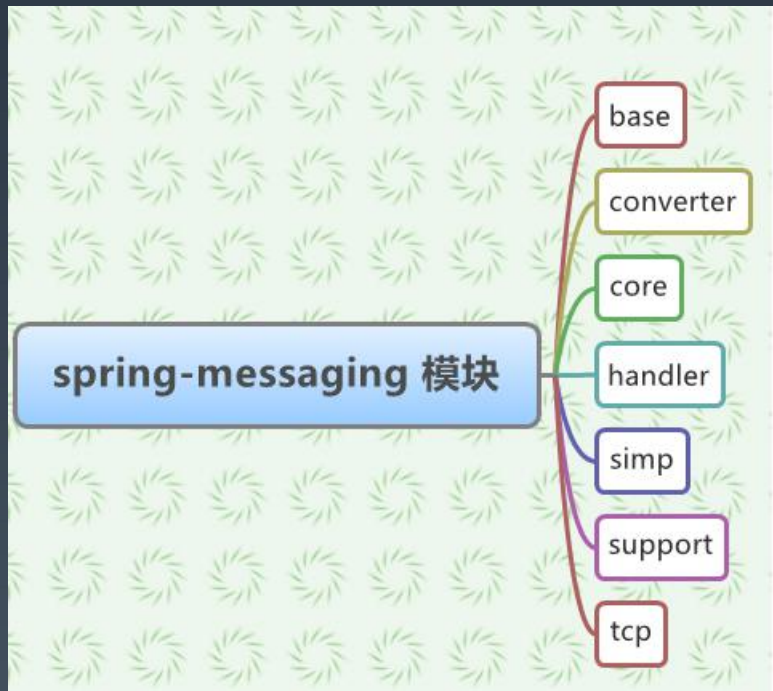 base
converter
core
spring-messaging 模块
handler
simp
support
tcp